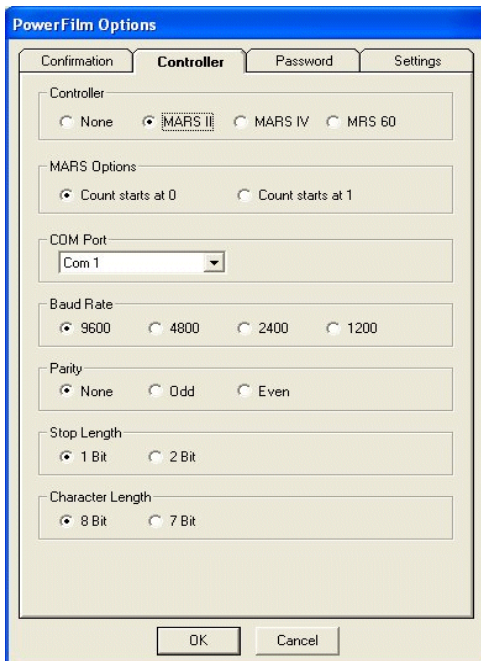 PowerFilm Options
Confirmation Controller Password Settings
Controller
None MARS II MARS IV MRS 60
MARS Options
Count starts at 0 Count starts at 1
COM Port
Com 1
Baud Rate
9600 4800 2400 1200
Parity
None Odd Even
Stop Length
1 Bit 2 Bit
Character Length
8 Bit 7 Bit
OK Cancel